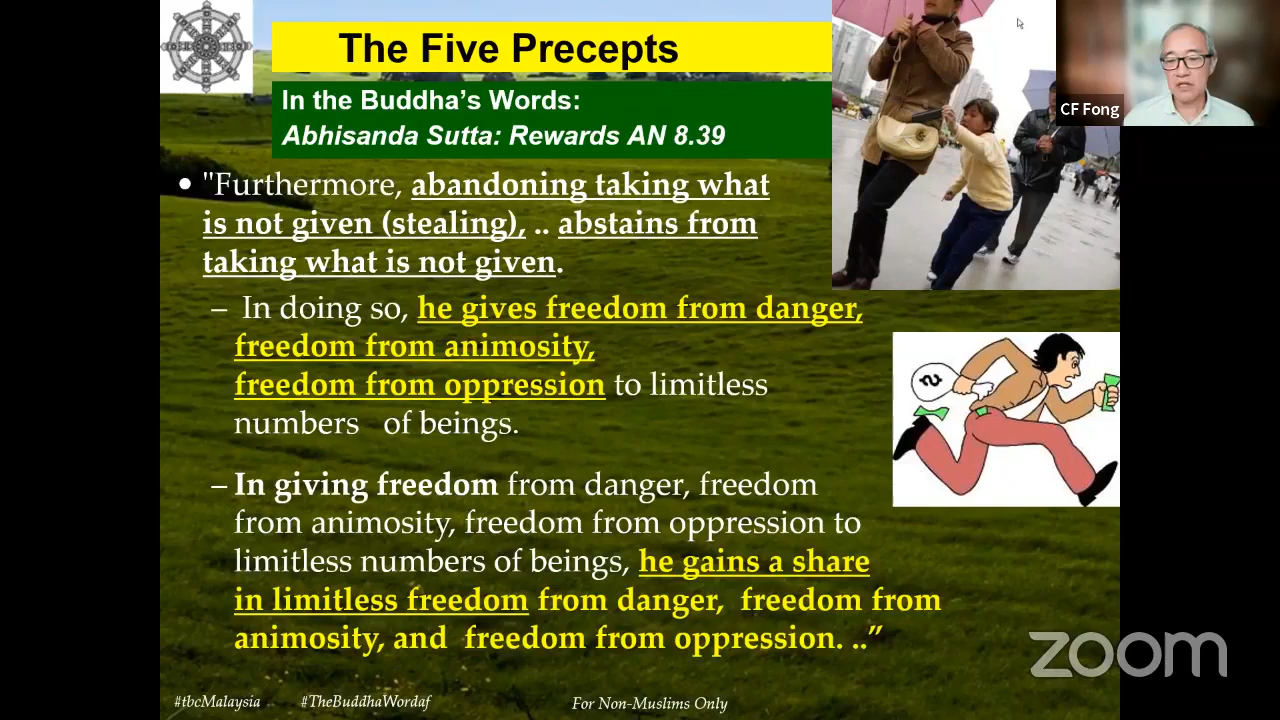 The Five Precepts
In the Buddha’s Words:
Abhisanda Sutta: Rewards AN 8.39
CF Fong
• "Furthermore, abandoning taking what
is not given (stealing), .. abstains from
taking what is not given.
– In doing so, he gives freedom from danger,
freedom from animosity,
freedom from oppression to limitless
numbers of beings.
– In giving freedom from danger, freedom
from animosity, freedom from oppression to
limitless numbers of beings, he gains a share
in limitless freedom from danger, freedom from
animosity, and freedom from oppression. ..”
zoom
#tbcMalaysia #TheBuddhaWordaf For Non-Muslims Only